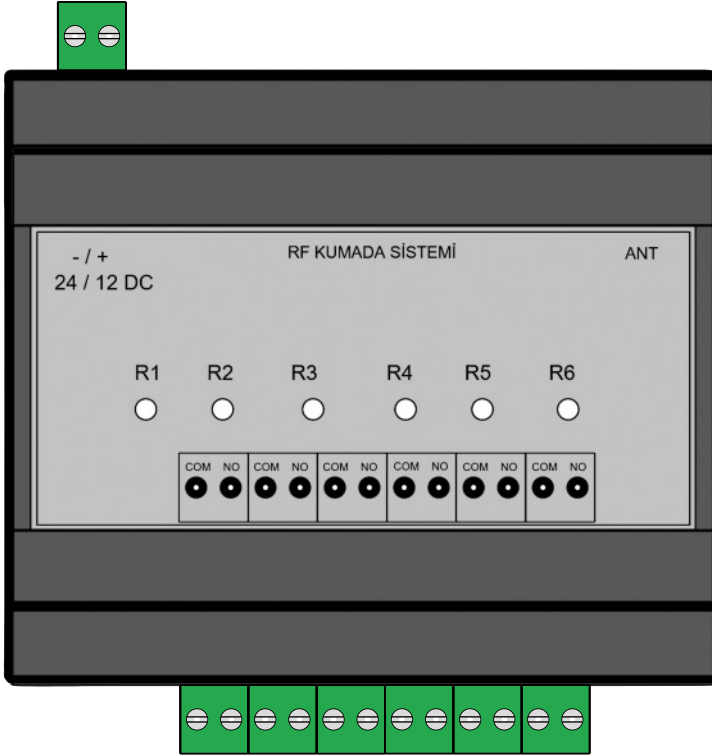 - / +
24 / 12 DC
RF KUMADA SİSTEMİ
ANT
R1 R2 R3 R4 R5 R6
COM NO COM NO COM NO COM NO COM NO COM NO